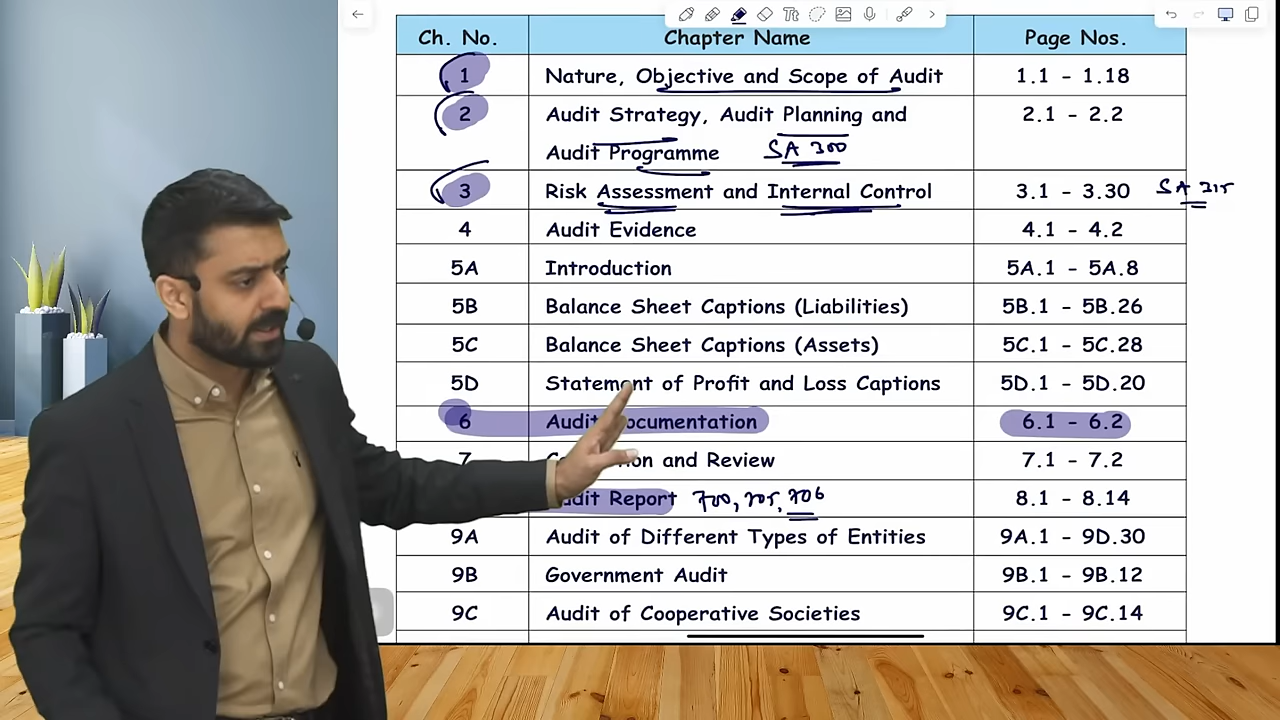 Ch. No. Chapter Name Page Nos.
1 Nature, Objective and Scope of Audit 1.1 - 1.18
2 Audit Strategy, Audit Planning and 2.1 - 2.2
Audit Programme SA 300
3 Risk Assessment and Internal Control 3.1 - 3.30 SA 315
4 Audit Evidence 4.1 - 4.2
5A Introduction 5A.1 - 5A.8
5B Balance Sheet Captions (Liabilities) 5B.1 - 5B.26
5C Balance Sheet Captions (Assets) 5C.1 - 5C.28
5D Statement of Profit and Loss Captions 5D.1 - 5D.20
6 Audit Documentation 6.1 - 6.2
7 and Review 7.1 - 7.2
Audit Report 700, 705, 706 8.1 - 8.14
9A Audit of Different Types of Entities 9A.1 - 9D.30
9B Government Audit 9B.1 - 9B.12
9C Audit of Cooperative Societies 9C.1 - 9C.14